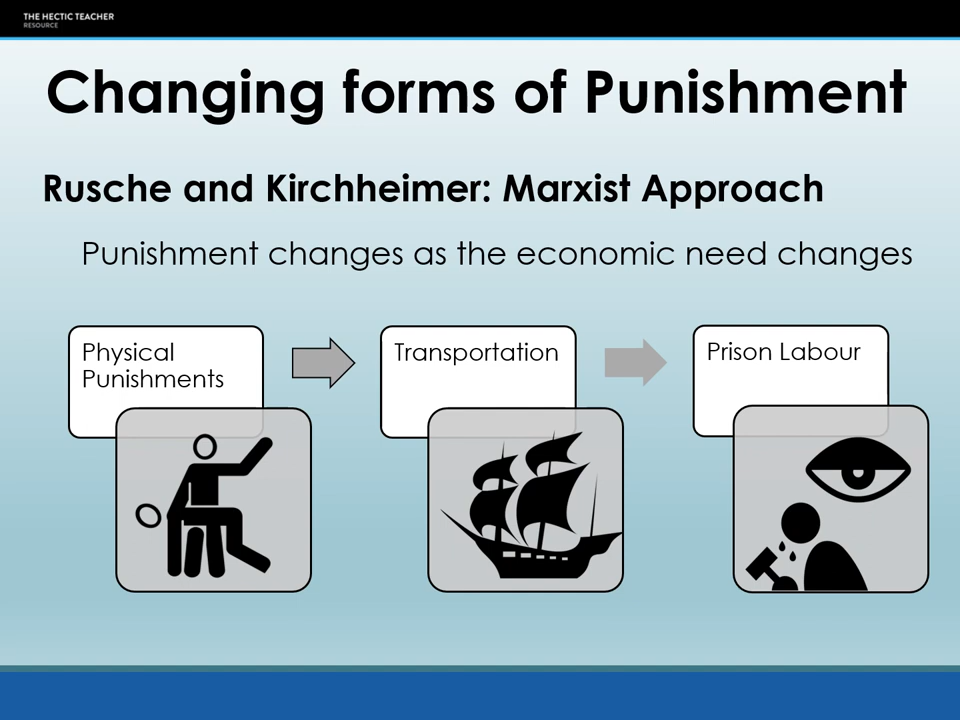 THE HECTIC TEACHER
RESOURCE
Changing forms of Punishment
Rusche and Kirchheimer: Marxist Approach
Punishment changes as the economic need changes
Physical
Punishments
Transportation
Prison Labour